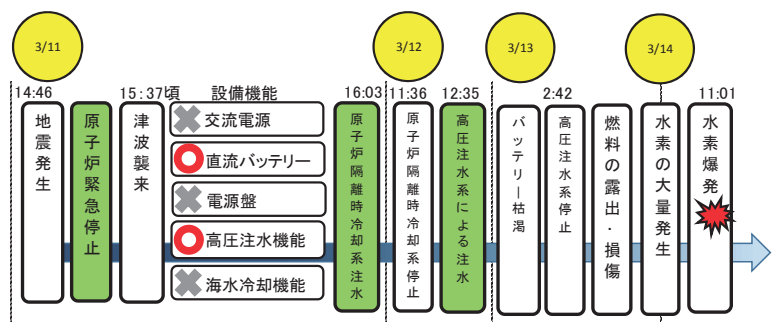 3/11
3/12
3/13
3/14
14:46
15:37頃
設備機能
16:03
11:36
12:35
2:42
11:01
地震発生
原子炉緊急停止
津波襲来
交流電源
直流バッテリー
電源盤
高圧注水機能
海水冷却機能
原子炉隔離時冷却系注水
原子炉隔離時冷却系停止
高圧注水系による注水
バッテリー枯渇
高圧注水系停止
燃料の露出・損傷
水素の大量発生
水素爆発